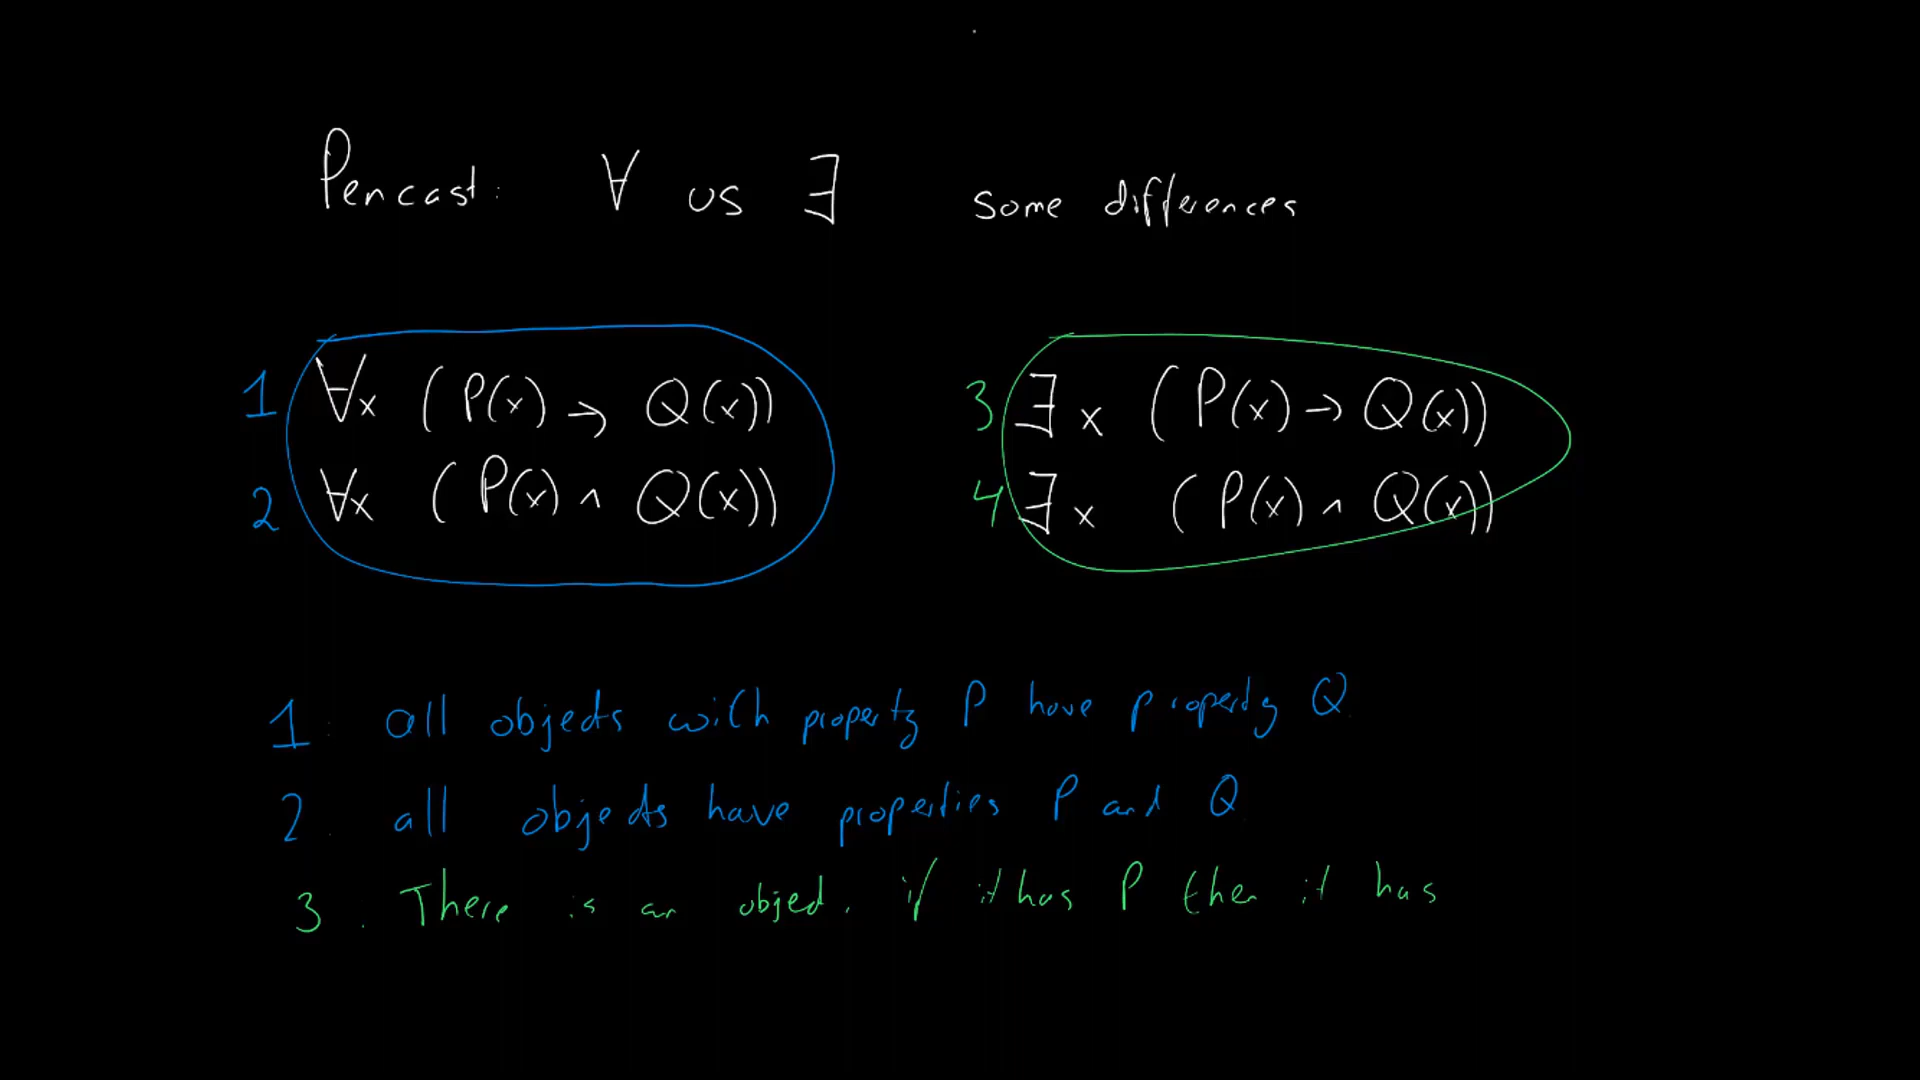 Pencast: ∀ vs ∃ some differences
1 ∀x (P(x) → Q(x)) 3 ∃x (P(x) → Q(x))
2 ∀x (P(x) ∧ Q(x)) 4 ∃x (P(x) ∧ Q(x))
1. all objects with property P have property Q
2. all objects have properties P and Q
3. There is an object. if it has P then it has